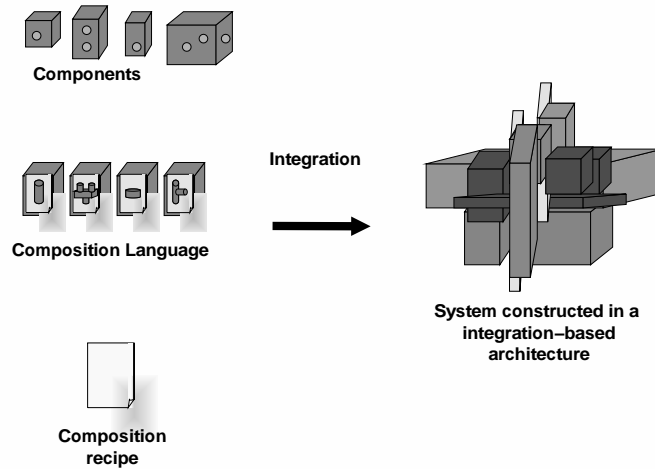 Components
Integration
Composition Language
System constructed in a
integration−based
architecture
Composition
recipe